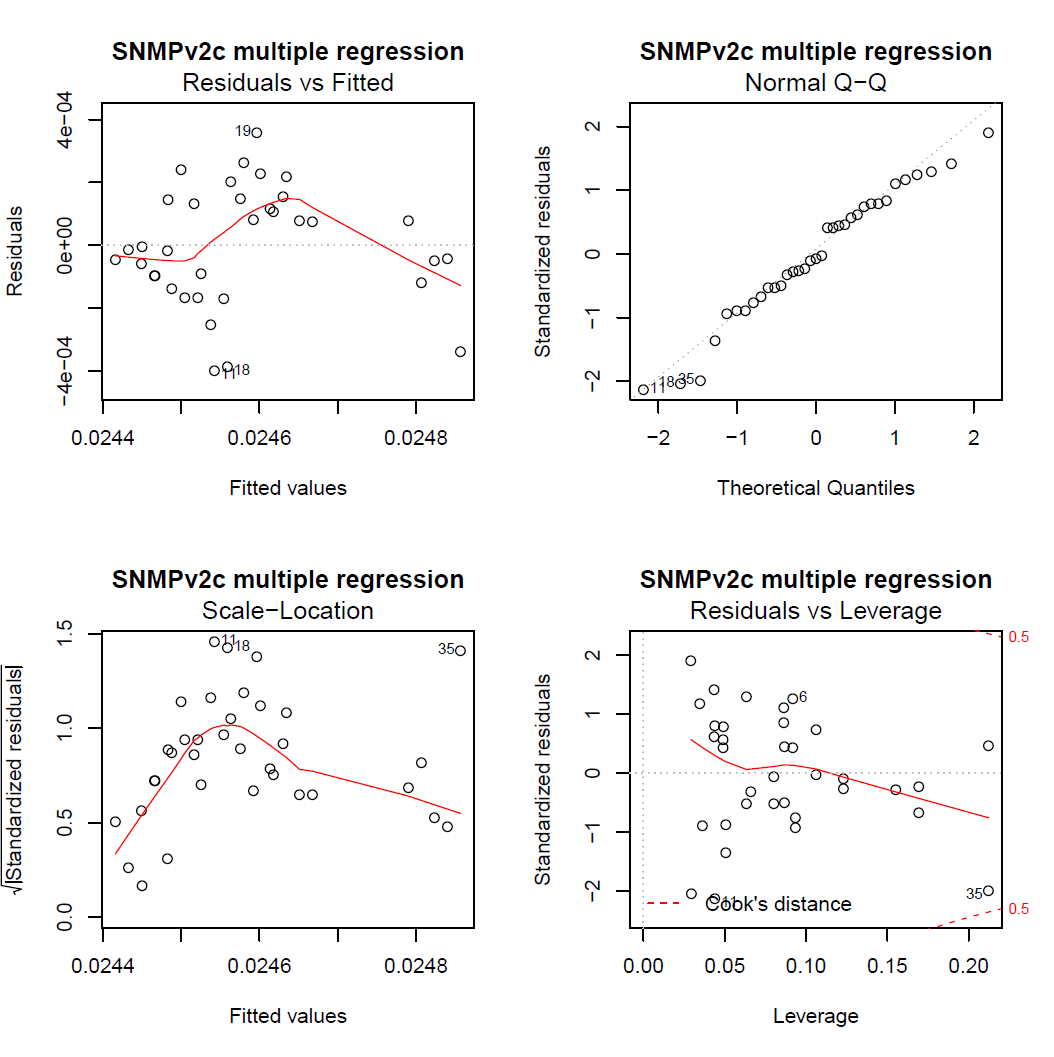 SNMPv2c multiple regression
Residuals vs Fitted
4e−04
0e+00
−4e−04
Residuals
19
11
18
0.0244
0.0246
0.0248
Fitted values
SNMPv2c multiple regression
Normal Q−Q
2
1
0
−1
−2
Standardized residuals
11
18
35
−2
−1
0
1
2
Theoretical Quantiles
SNMPv2c multiple regression
Scale−Location
1.5
1.0
0.5
0.0
√|Standardized residuals|
11
18
35
0.0244
0.0246
0.0248
Fitted values
SNMPv2c multiple regression
Residuals vs Leverage
2
1
0
−1
−2
Standardized residuals
0.5
6
35
11
Cook's distance
0.5
0.00
0.05
0.10
0.15
0.20
Leverage